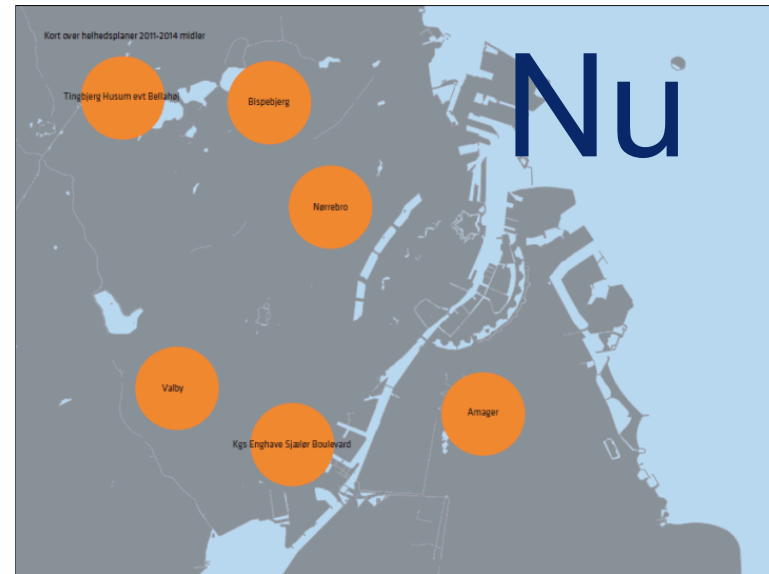 Kort over helhedsplaner 2011-2014 midler
Nu
Tingbjerg Husum evt Bellahøj
Bispebjerg
Nørrebro
Valby
Amager
Kgs Enghave Sjælør Boulevard